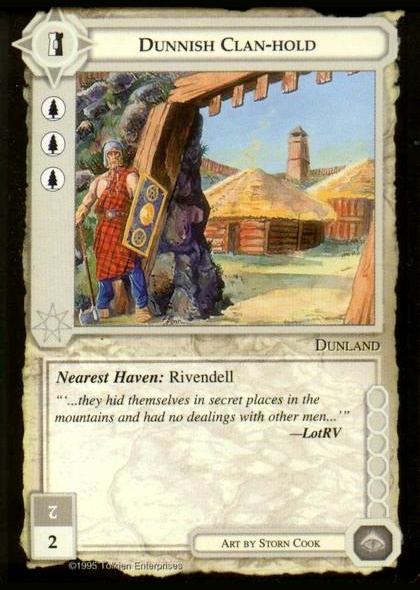 DUNNISH CLAN-HOLD
DUNLAND
Nearest Haven: Rivendell
“‘...they hid themselves in secret places in the
mountains and had no dealings with other men...’”
—LotRV
2
2
ART BY STORN COOK
©1995 Tolkien Enterprises